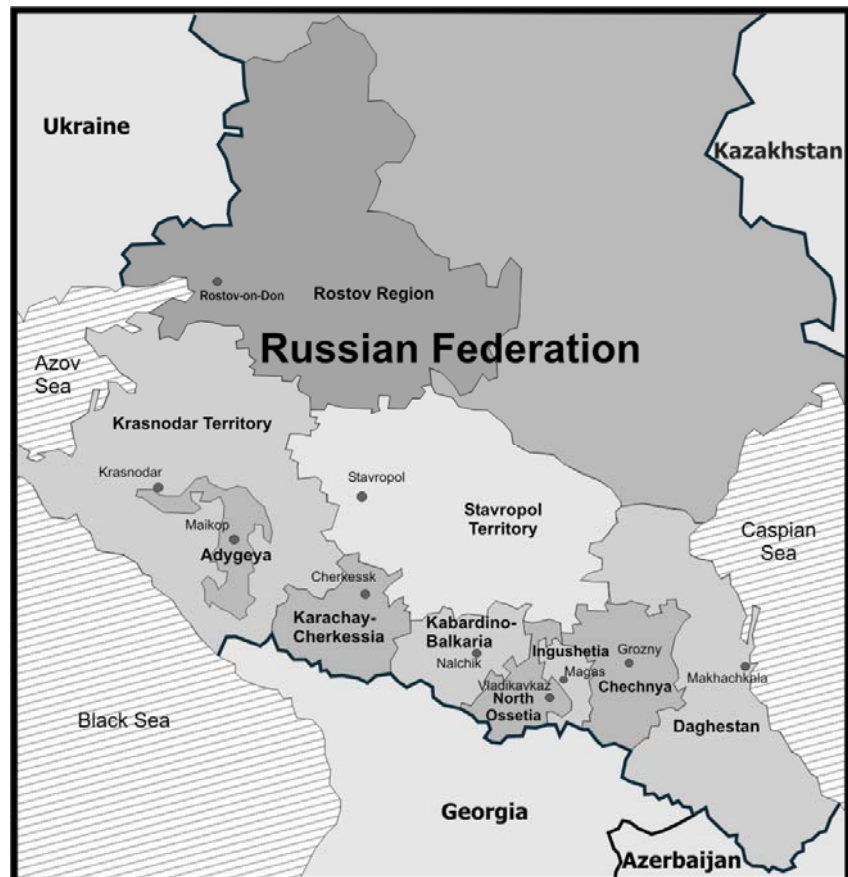 Ukraine
Kazakhstan
Rostov-on-Don
Rostov Region
Russian Federation
Azov
Sea
Krasnodar Territory
Krasnodar
Stavropol
Stavropol
Territory
Maikop
Adygeya
Caspian
Sea
Cherkessk
Karachay-
Cherkessia
Kabardino-
Balkaria
Nalchik
Ingushetia
Magas
Grozny
Chechnya
Makhachkala
Vladikavkaz
North
Ossetia
Daghestan
Black Sea
Georgia
Azerbaijan